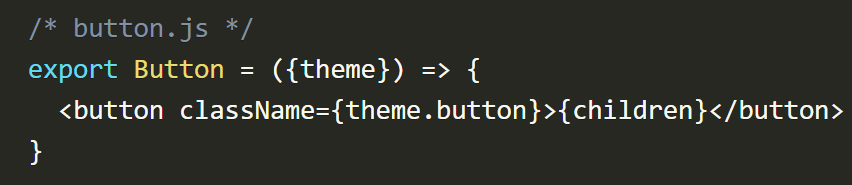 /* button.js */
export Button = ({theme}) => {
  <button className={theme.button}>{children}</button>
}